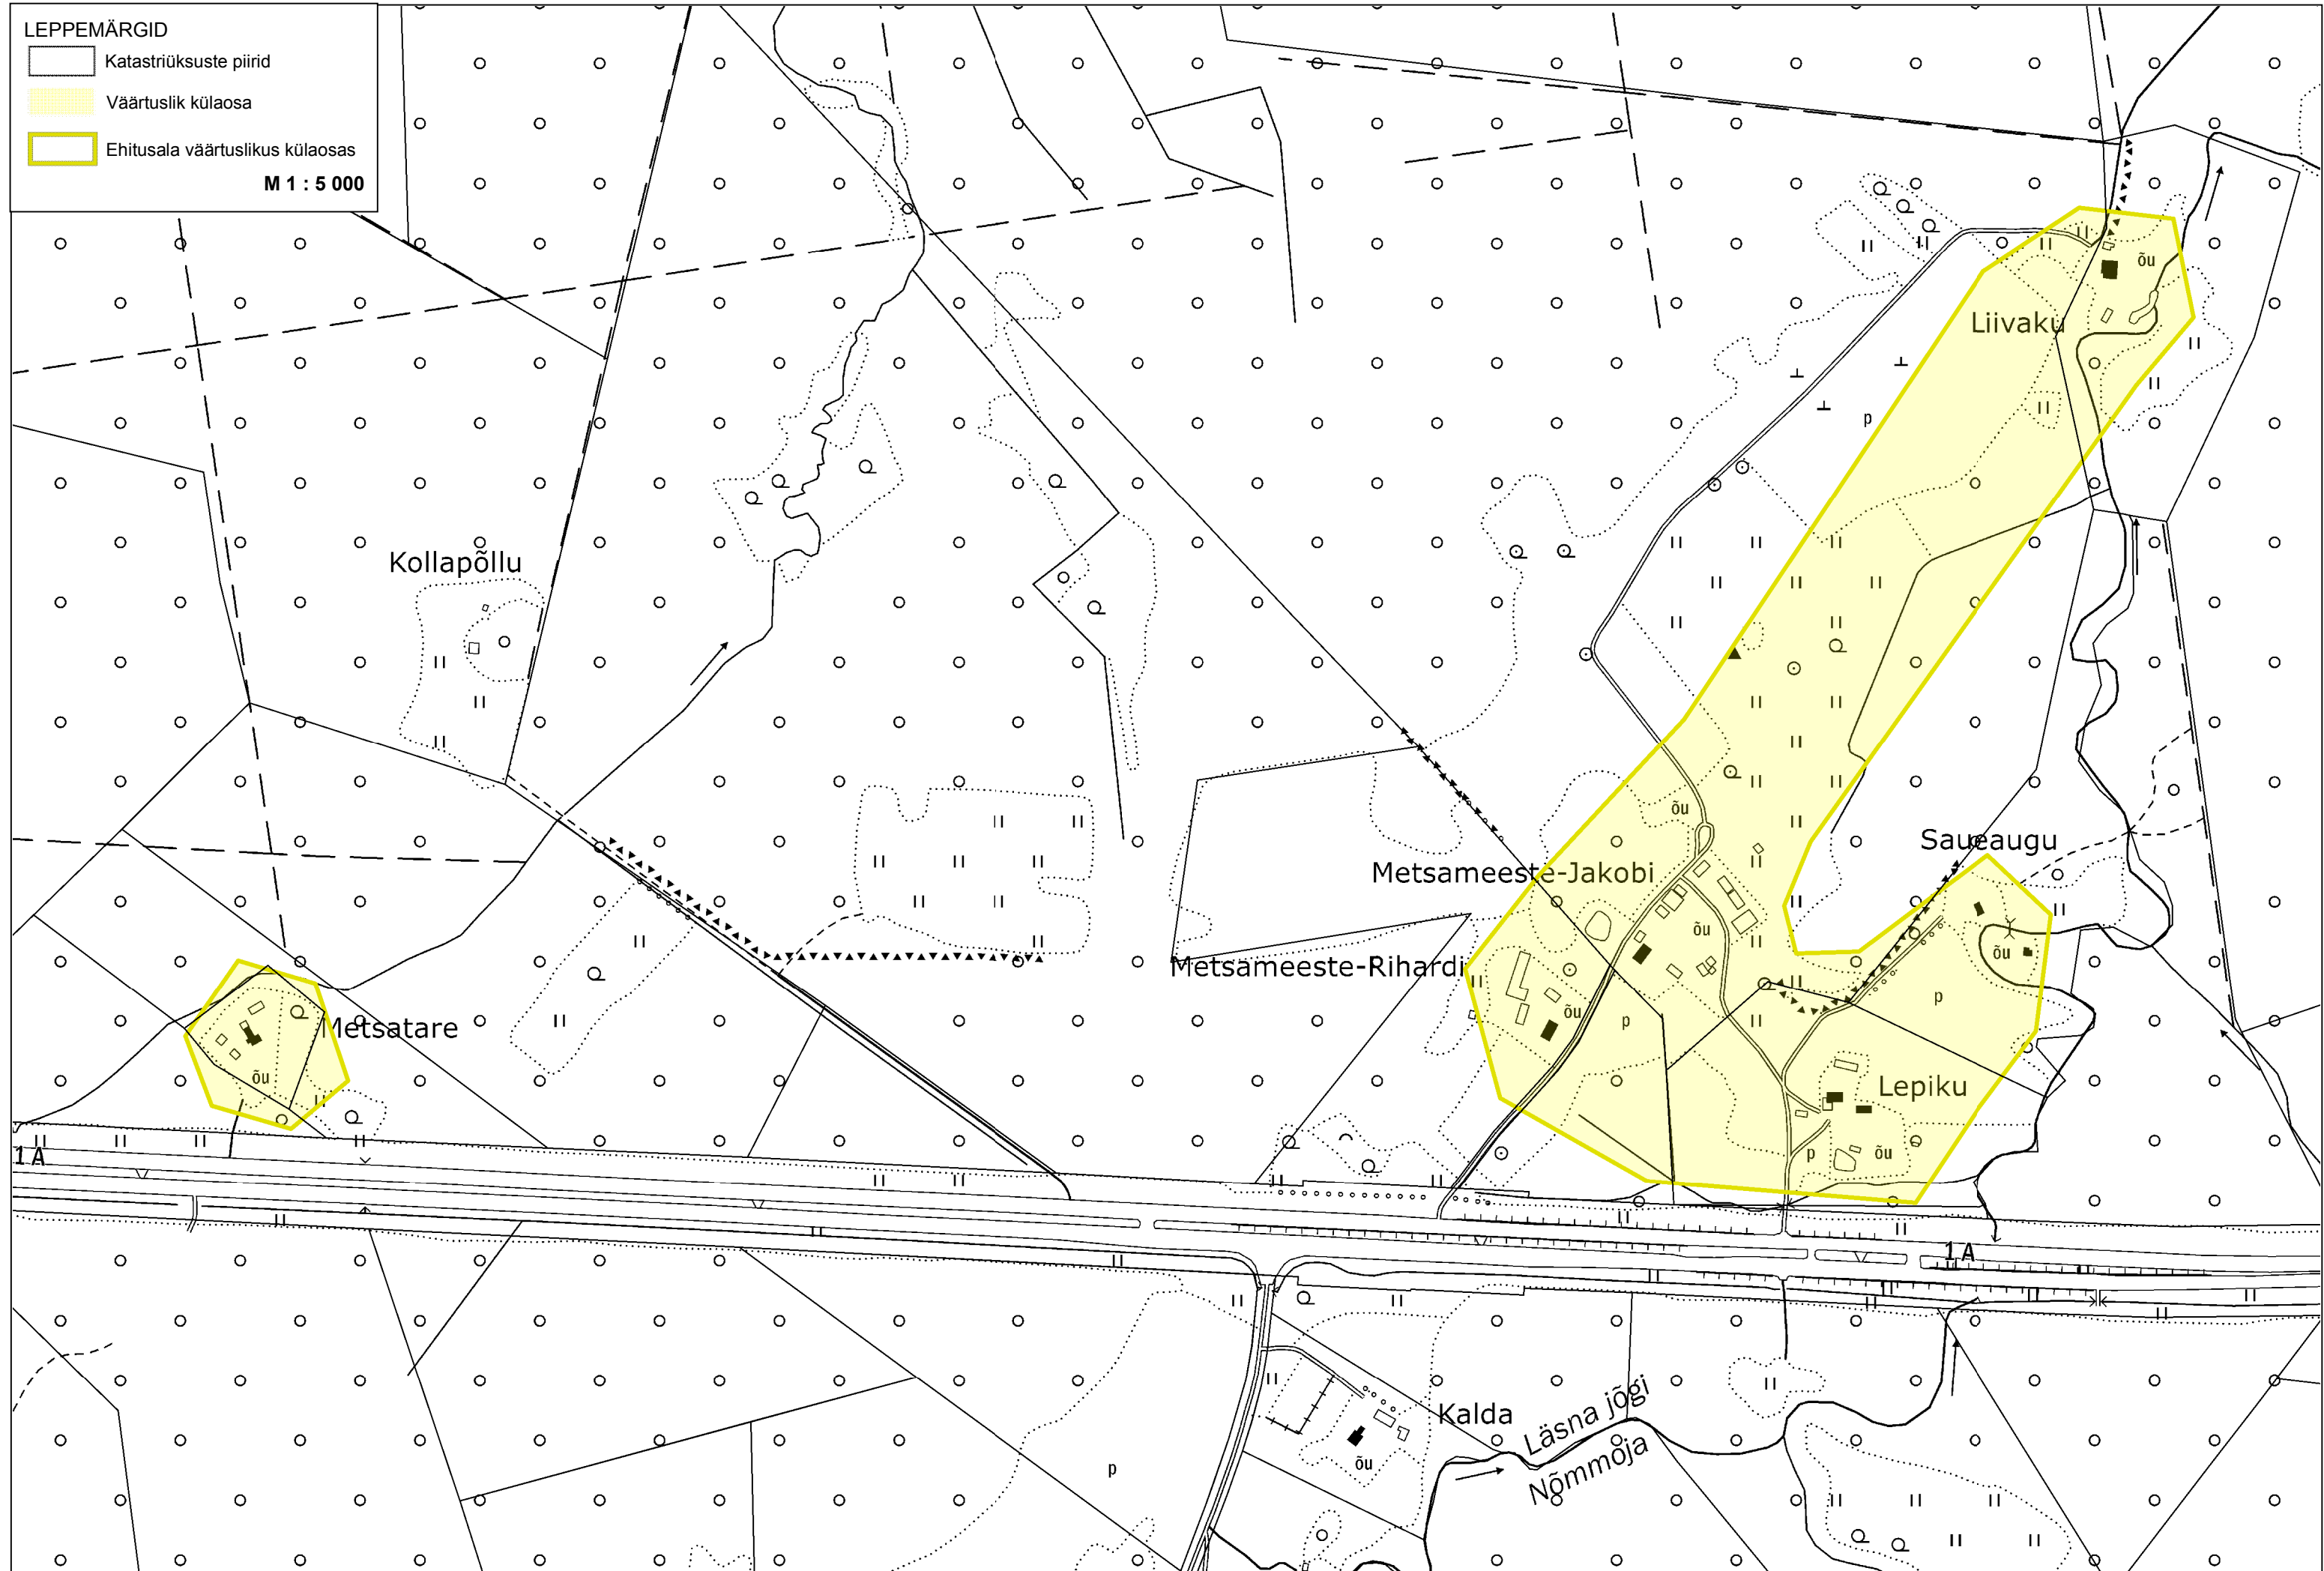 LEPPEMÄRGID
Katastriüksuste piirid
Väärtuslik külaosa
Ehitusala väärtuslikus külaosas
M 1 : 5 000
õu
Liivaku
p
Kollapõllu
õu
Saueaugu
Metsameeste-Jakobi
õu
õu
Metsameeste-Rihardi
p
õu
p
Metsatare
õu
Lepiku
p
õu
1 A
1 A
Kalda
Läsna jõgi
õu
p
Nõmmoja